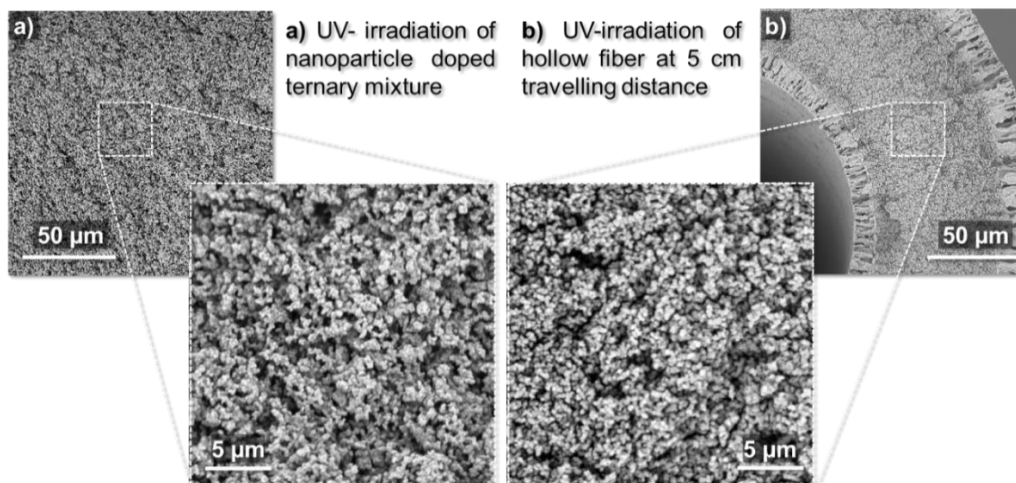 a)
a) UV- irradiation of
nanoparticle doped
ternary mixture
b) UV-irradiation of
hollow fiber at 5 cm
travelling distance
b)
50 µm
50 µm
5 µm
5 µm